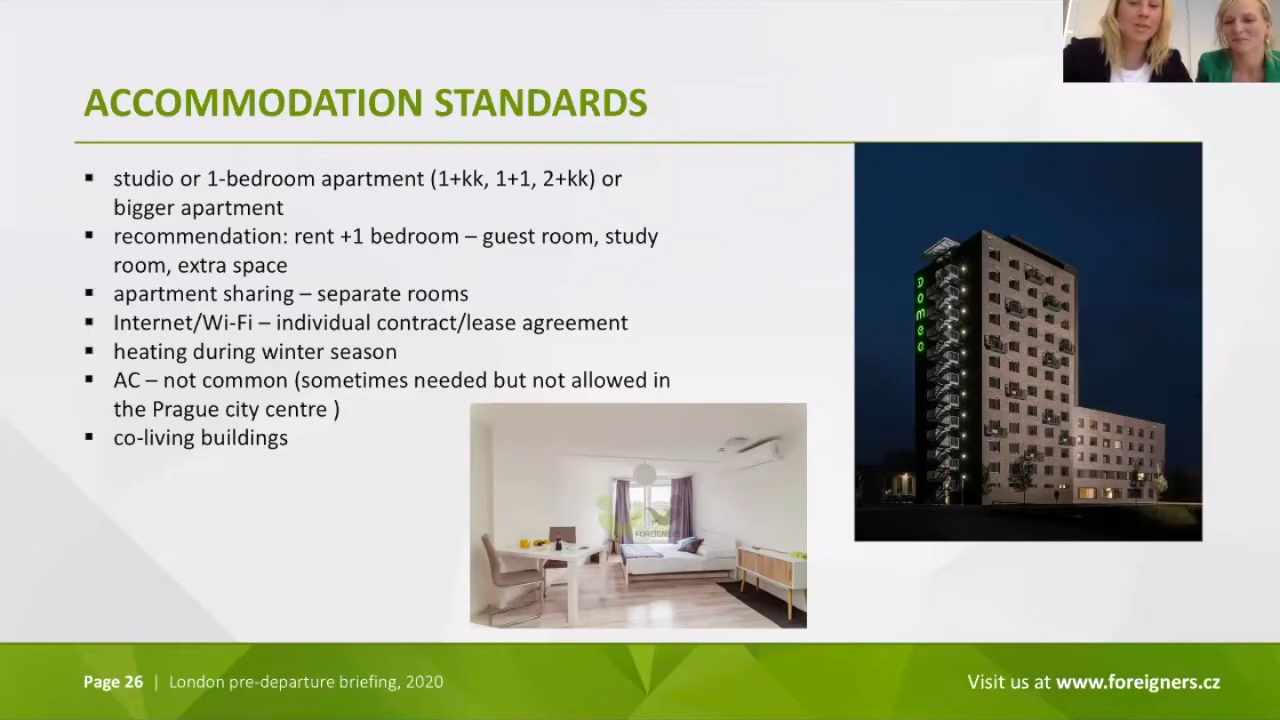 ACCOMMODATION STANDARDS
▪ studio or 1-bedroom apartment (1+kk, 1+1, 2+kk) or
bigger apartment
▪ recommendation: rent +1 bedroom – guest room, study
room, extra space
▪ apartment sharing – separate rooms
▪ Internet/Wi-Fi – individual contract/lease agreement
▪ heating during winter season
▪ AC – not common (sometimes needed but not allowed in
the Prague city centre )
▪ co-living buildings
Domeo
FOREIGNERS
Page 26 | London pre-departure briefing, 2020
Visit us at www.foreigners.cz